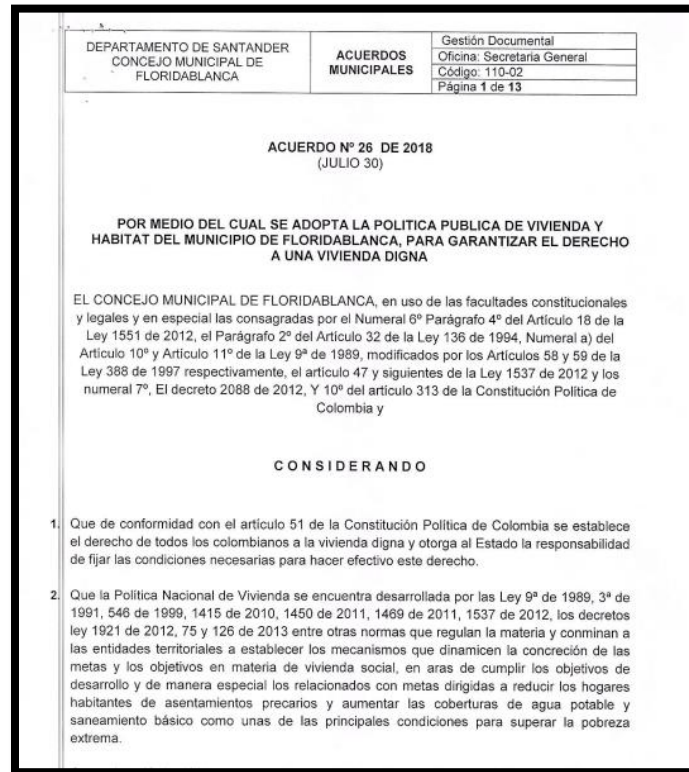 DEPARTAMENTO DE SANTANDER
CONCEJO MUNICIPAL DE
FLORIDABLANCA
ACUERDOS
MUNICIPALES
Gestión Documental
Oficina: Secretaria General
Código: 110-02
Página 1 de 13
ACUERDO Nº 26 DE 2018
(JULIO 30)
POR MEDIO DEL CUAL SE ADOPTA LA POLITICA PUBLICA DE VIVIENDA Y
HABITAT DEL MUNICIPIO DE FLORIDABLANCA, PARA GARANTIZAR EL DERECHO
A UNA VIVIENDA DIGNA
EL CONCEJO MUNICIPAL DE FLORIDABLANCA, en uso de las facultades constitucionales
y legales y en especial las consagradas por el Numeral 6º Parágrafo 4º del Artículo 18 de la
Ley 1551 de 2012, el Parágrafo 2º del Artículo 32 de la Ley 136 de 1994, Numeral a) del
Artículo 10º y Artículo 11º de la Ley 9ª de 1989, modificados por los Artículos 58 y 59 de la
Ley 388 de 1997 respectivamente, el artículo 47 y siguientes de la Ley 1537 de 2012 y los
numeral 7º, El decreto 2088 de 2012, Y 10º del artículo 313 de la Constitución Política de
Colombia y
CONSIDERANDO
1. Que de conformidad con el artículo 51 de la Constitución Política de Colombia se establece
el derecho de todos los colombianos a la vivienda digna y otorga al Estado la responsabilidad
de fijar las condiciones necesarias para hacer efectivo este derecho.
2. Que la Política Nacional de Vivienda se encuentra desarrollada por las Ley 9ª de 1989, 3ª de
1991, 546 de 1999, 1415 de 2010, 1450 de 2011, 1469 de 2011, 1537 de 2012, los decretos
ley 1921 de 2012, 75 y 126 de 2013 entre otras normas que regulan la materia y conminan a
las entidades territoriales a establecer los mecanismos que dinamicen la concreción de las
metas y los objetivos en materia de vivienda social, en aras de cumplir los objetivos de
desarrollo y de manera especial los relacionados con metas dirigidas a reducir los hogares
habitantes de asentamientos precarios y aumentar las coberturas de agua potable y
saneamiento básico como unas de las principales condiciones para superar la pobreza
extrema.